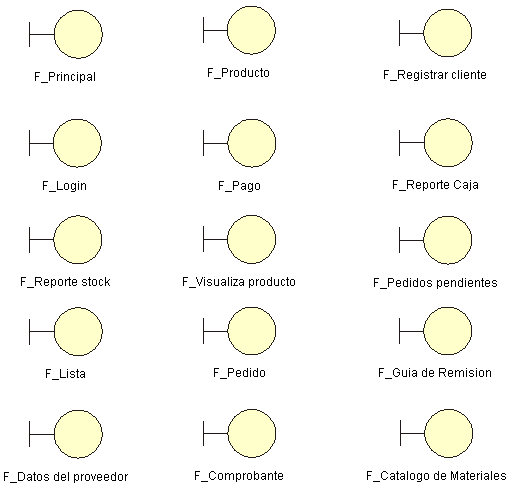 F_Principal
F_Producto
F_Registrar cliente
F_Login
F_Pago
F_Reporte Caja
F_Reporte stock
F_Visualiza producto
F_Pedidos pendientes
F_Lista
F_Pedido
F_Guia de Remision
F_Datos del proveedor
F_Comprobante
F_Catalogo de Materiales